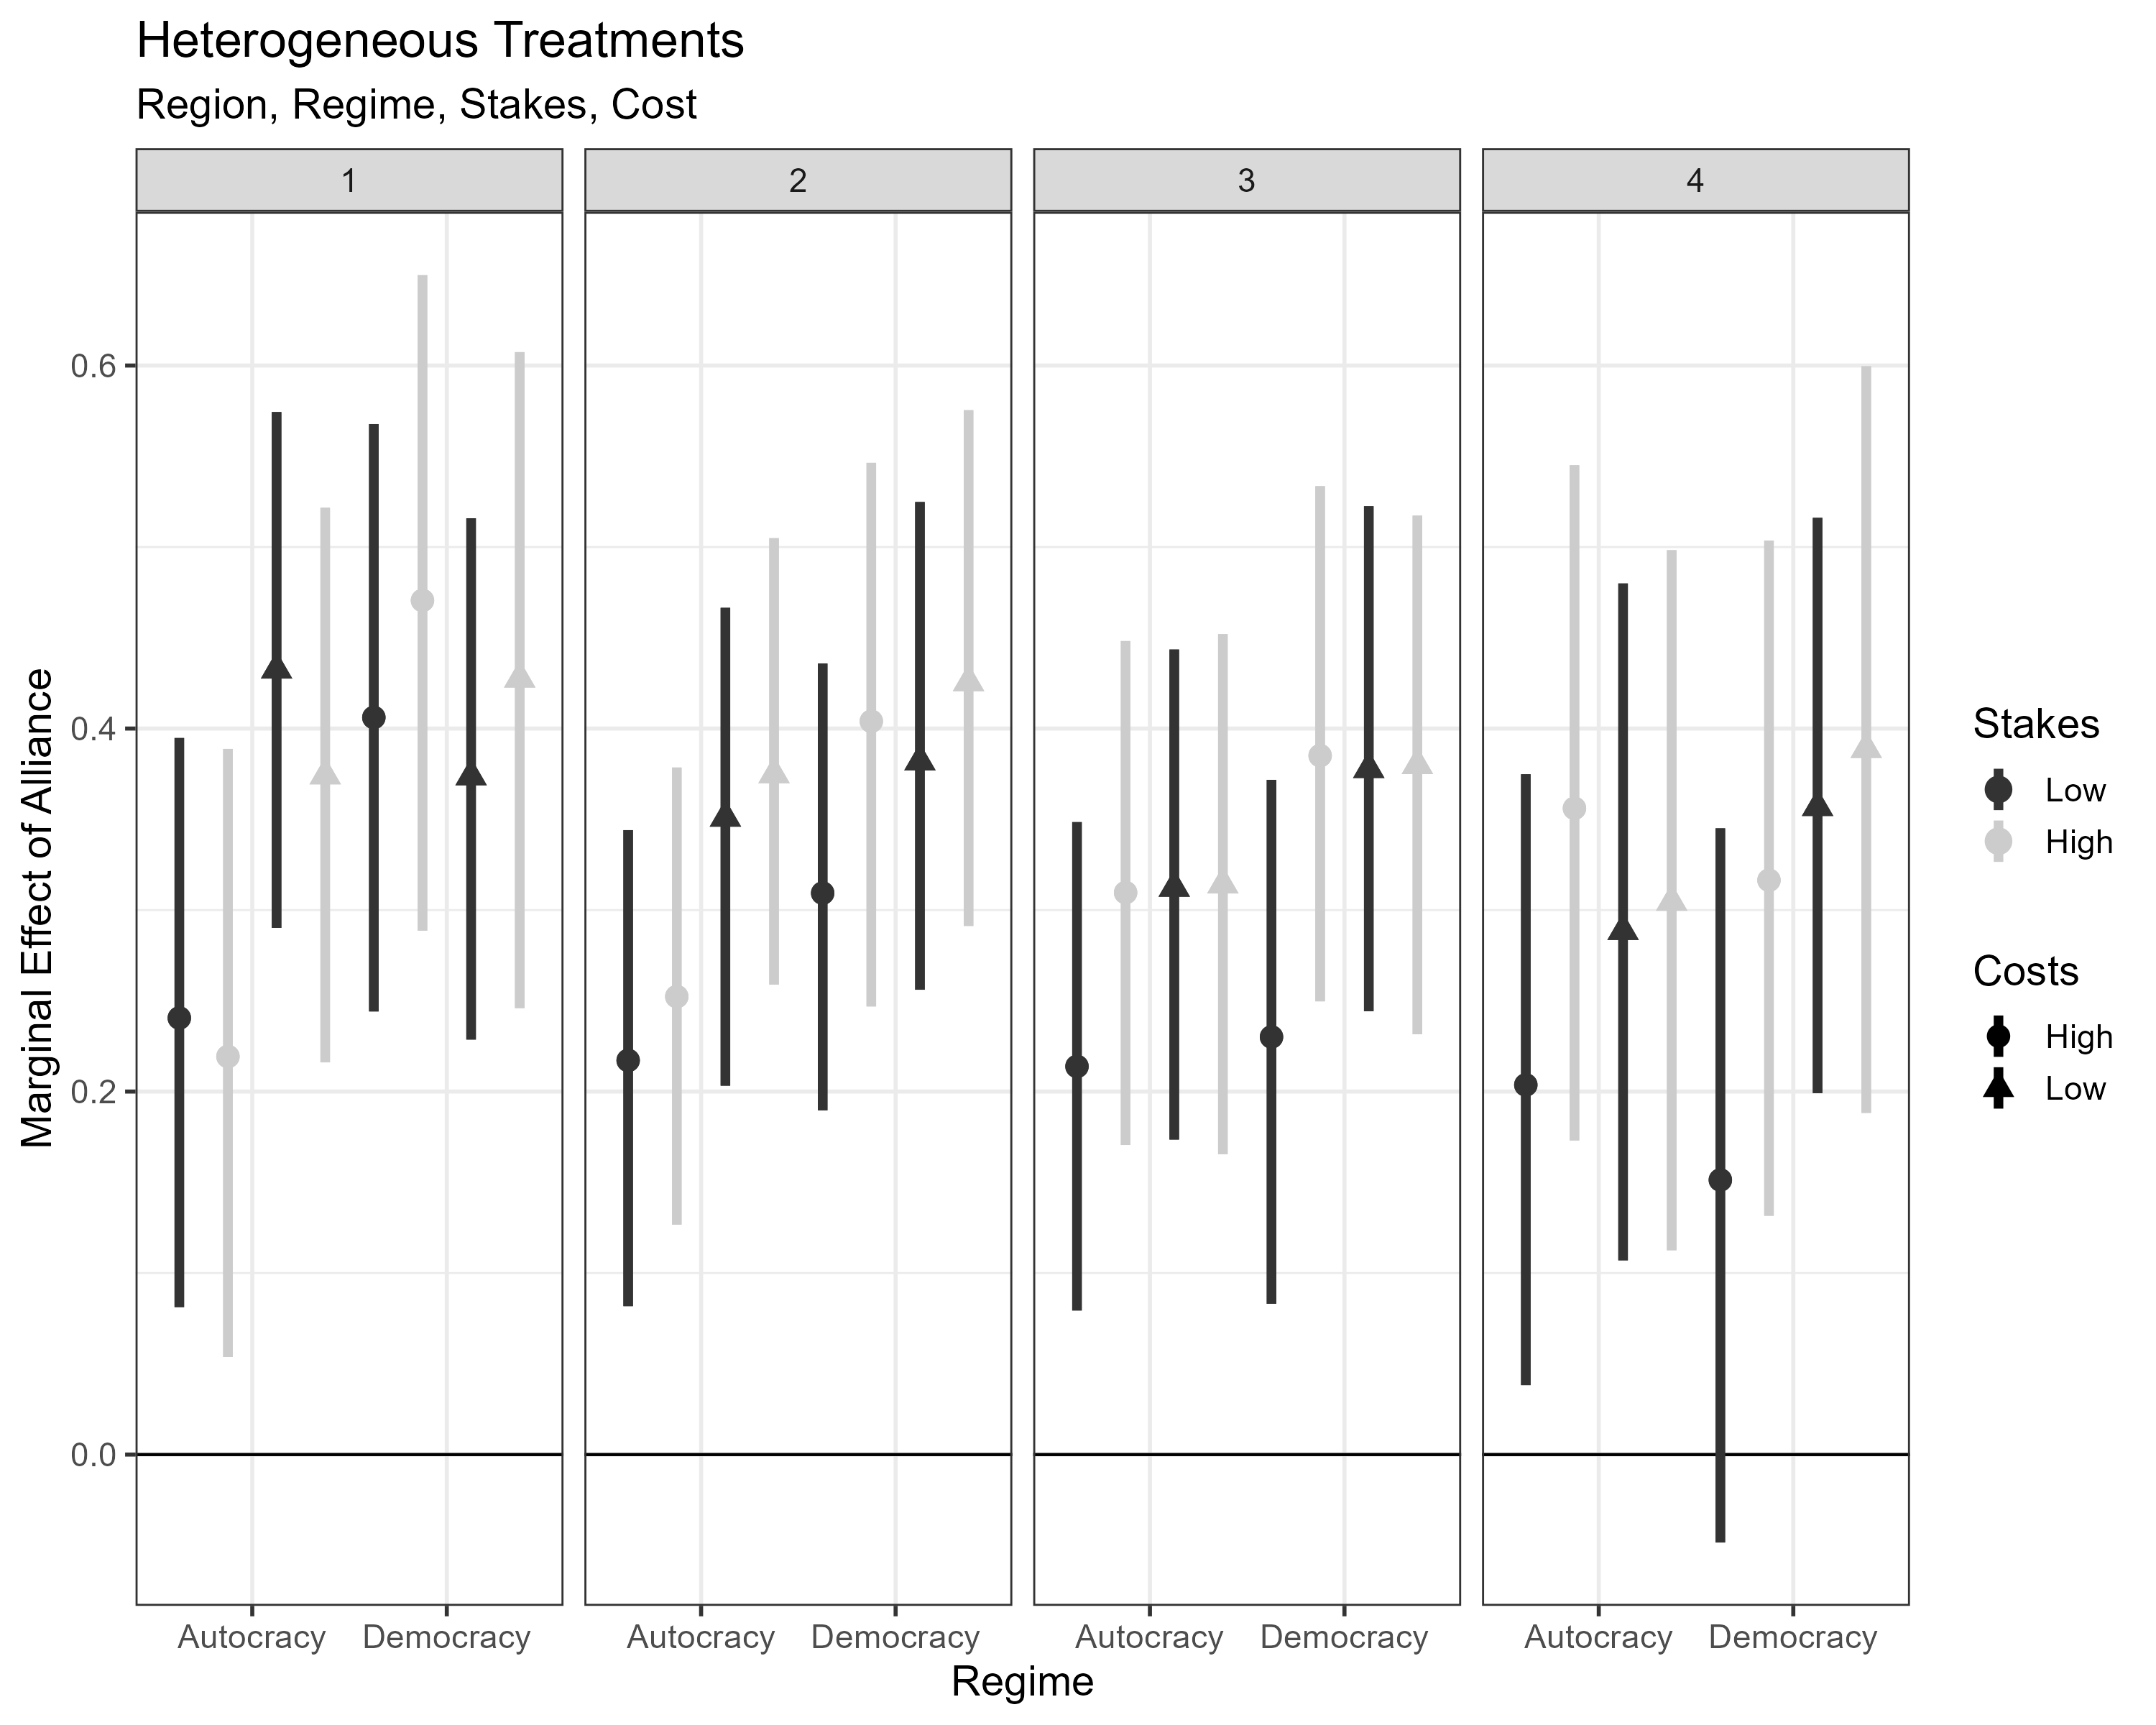 Heterogeneous Treatments
Region, Regime, Stakes, Cost
1 2 3 4
Marginal Effect of Alliance
0.6
0.4
0.2
0.0
Autocracy Democracy Autocracy Democracy Autocracy Democracy Autocracy Democracy
Regime
Stakes
Low
High
Costs
High
Low